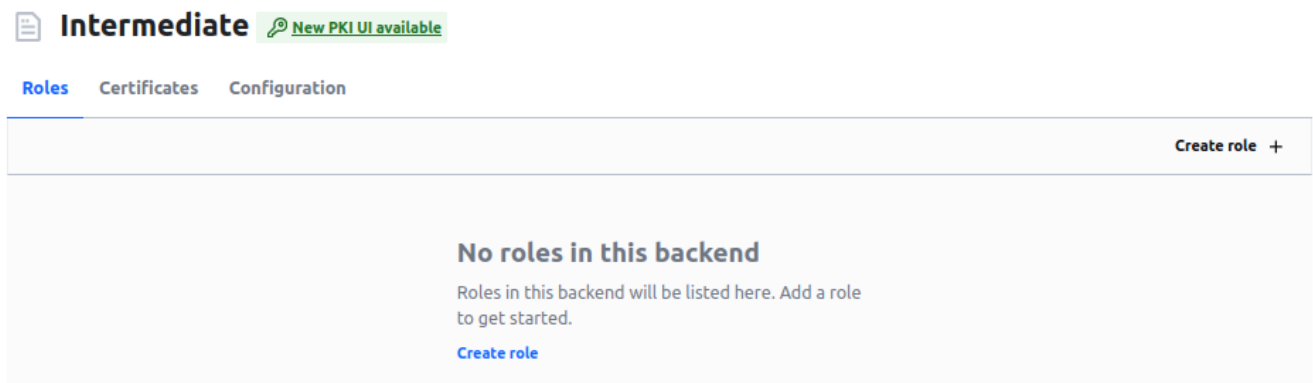 Intermediate New PKI UI available
Roles Certificates Configuration
Create role +
No roles in this backend
Roles in this backend will be listed here. Add a role
to get started.
Create role